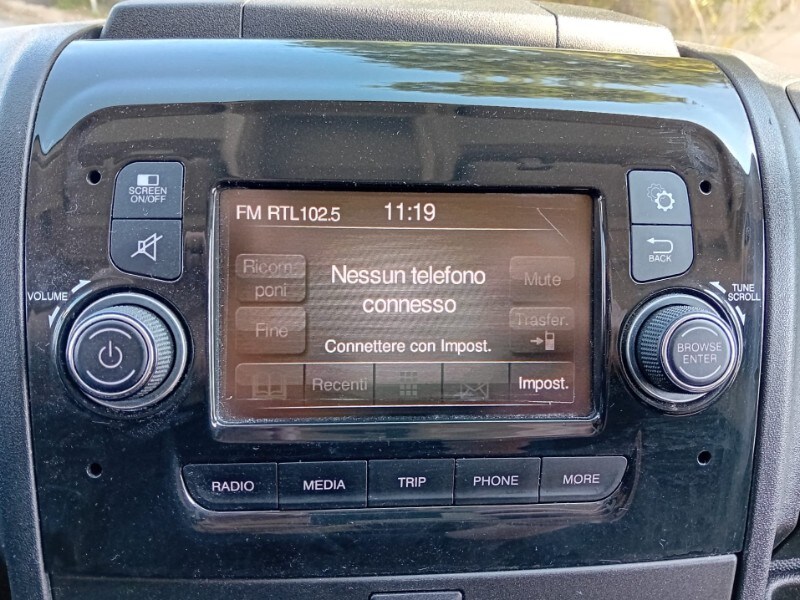 SCREEN
ON/OFF
VOLUME
FM RTL102.5 11:19
Ricom
poni
Nessun telefono
connesso
Mute
Fine
Trasfer.
Connettere con Impost.
Recenti
Impost.
BACK
TUNE
SCROLL
BROWSE
ENTER
RADIO
MEDIA
TRIP
PHONE
MORE